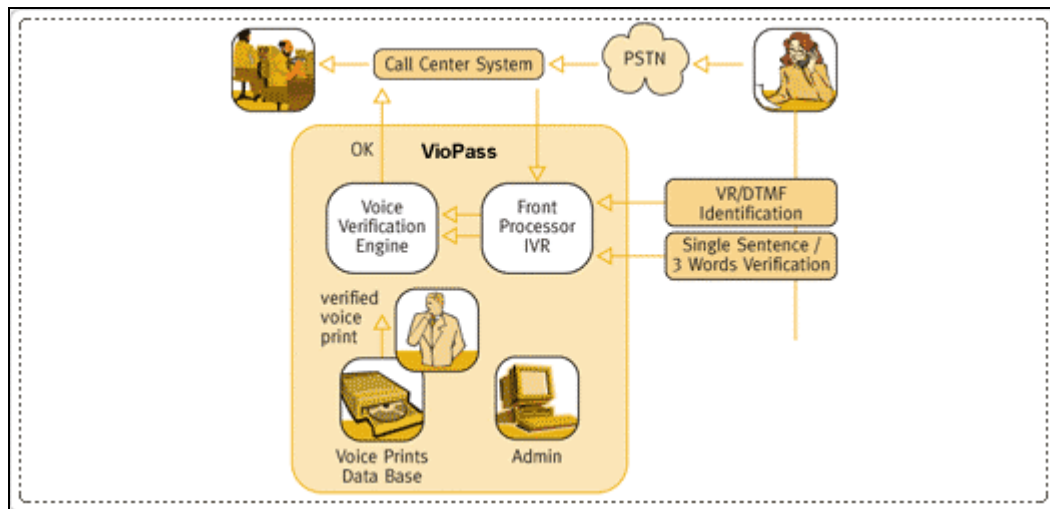 Call Center System
PSTN
OK
VioPass
Voice
Verification
Engine
Front
Processor
IVR
VR/DTMF
Identification
Single Sentence /
3 Words Verification
verified
voice
print
Voice Prints
Data Base
Admin